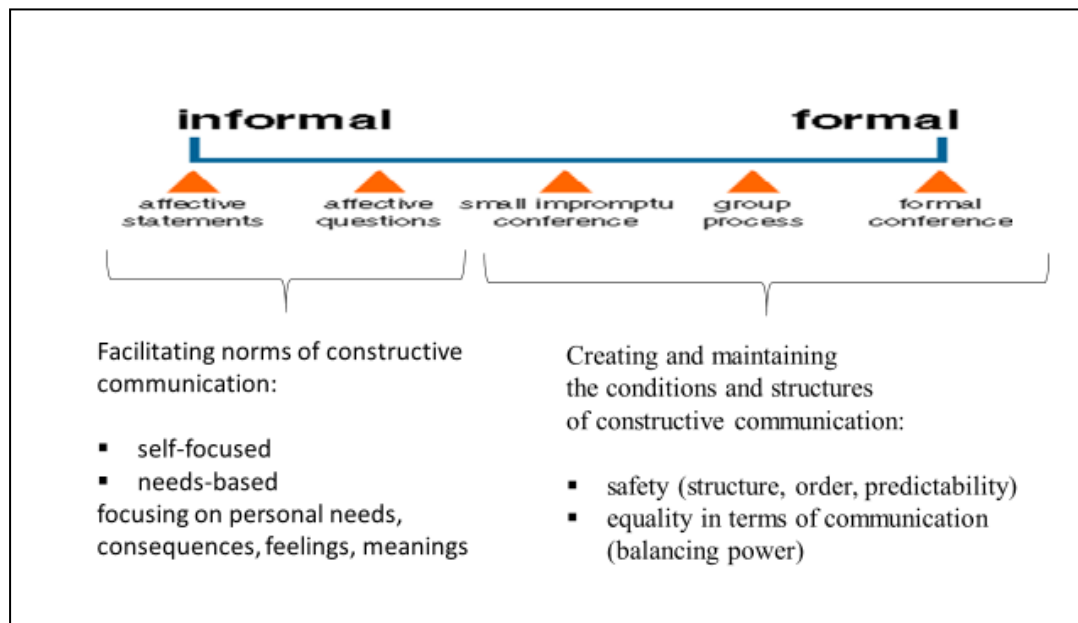 informal
formal
affective
statements
affective
questions
small impromptu
conference
group
process
formal
conference
Facilitating norms of constructive
communication:
▪ self-focused
▪ needs-based
focusing on personal needs,
consequences, feelings, meanings
Creating and maintaining
the conditions and structures
of constructive communication:
▪ safety (structure, order, predictability)
▪ equality in terms of communication
(balancing power)